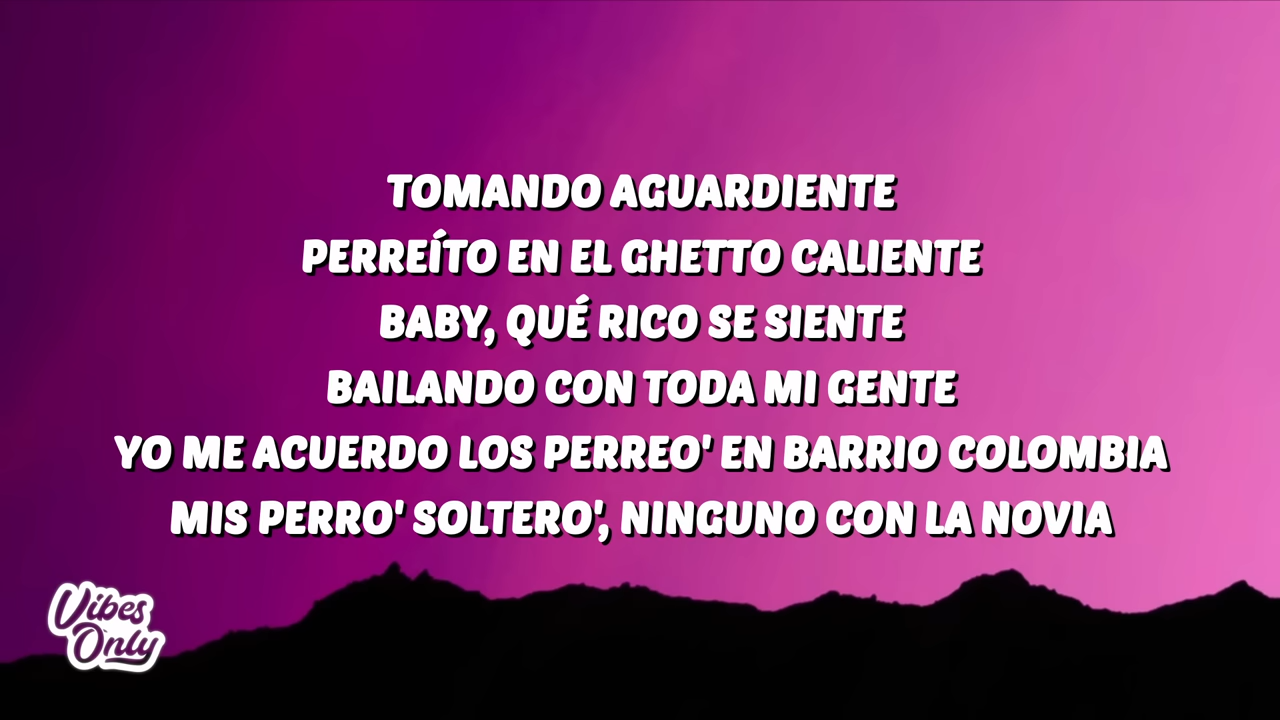 TOMANDO AGUARDIENTE
PERREÍTO EN EL GHETTO CALIENTE
BABY, QUÉ RICO SE SIENTE
BAILANDO CON TODA MI GENTE
YO ME ACUERDO LOS PERREO' EN BARRIO COLOMBIA
MIS PERRO' SOLTERO', NINGUNO CON LA NOVIA
Vibes
Only